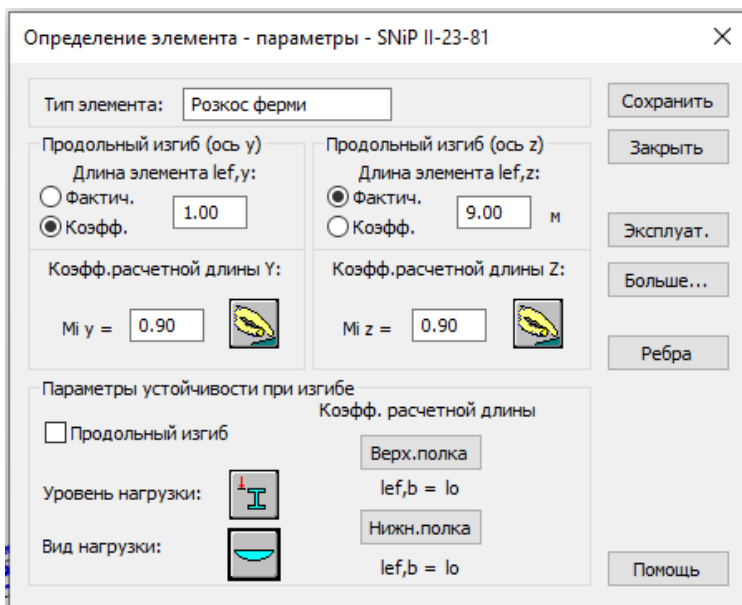 Определение элемента - параметры - SNiP II-23-81
Тип элемента: Розкос ферми
Сохранить
Закрыть
Продольный изгиб (ось y)
Длина элемента lef,y:
Фактич.
Коэфф.
1.00
Продольный изгиб (ось z)
Длина элемента lef,z:
Фактич.
Коэфф.
9.00 м
Эксплуат.
Больше...
Ребра
Коэфф.расчетной длины Y:
Mi y = 0.90
Коэфф.расчетной длины Z:
Mi z = 0.90
Параметры устойчивости при изгибе
Продольный изгиб
Уровень нагрузки:
Вид нагрузки:
Коэфф. расчетной длины
Верх.полка
lef,b = lo
Нижн.полка
lef,b = lo
Помощь